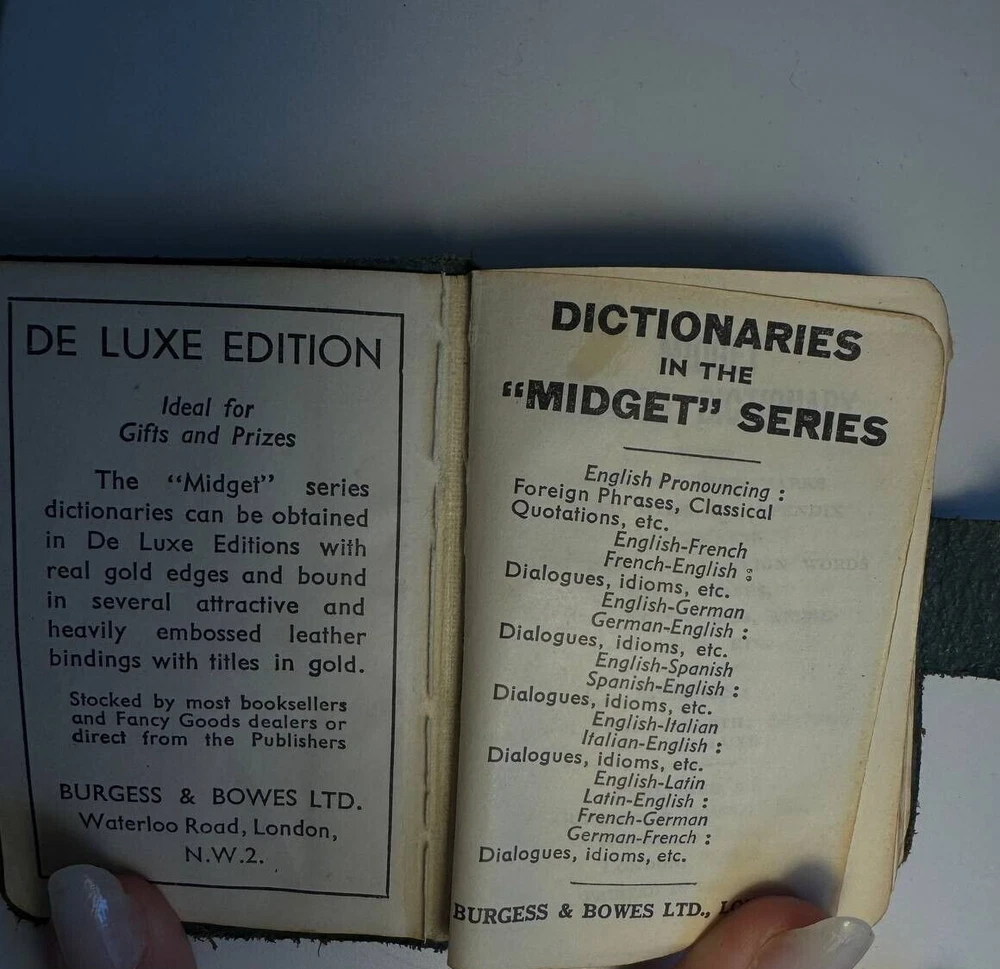 DE LUXE EDITION
Ideal for
Gifts and Prizes
The “Midget” series
dictionaries can be obtained
in De Luxe Editions with
real gold edges and bound
in several attractive and
heavily embossed leather
bindings with titles in gold.
Stocked by most booksellers
and Fancy Goods dealers or
direct from the Publishers
BURGESS & BOWES LTD.
Waterloo Road, London,
N.W.2.
DICTIONARIES
IN THE
“MIDGET” SERIES
English Pronouncing :
Foreign Phrases, Classical
Quotations, etc.
English-French
French-English :
Dialogues, idioms, etc.
English-German
German-English :
Dialogues, idioms, etc.
English-Spanish
Spanish-English :
Dialogues, idioms, etc.
English-Italian
Italian-English :
Dialogues, idioms, etc.
English-Latin
Latin-English :
French-German
German-French :
Dialogues, idioms, etc.
BURGESS & BOWES LTD.,